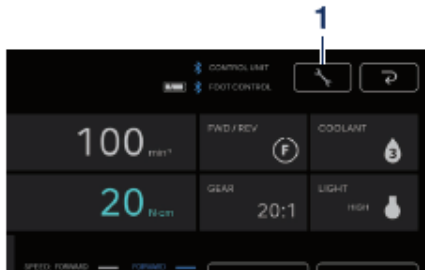 1
CONTROL UNIT
FOOT CONTROL
100 min⁻¹
FWD/REV
F
COOLANT
3
20 N·cm
GEAR
20:1
LIGHT
HIGH
SPEED FORWARD
FORWARD